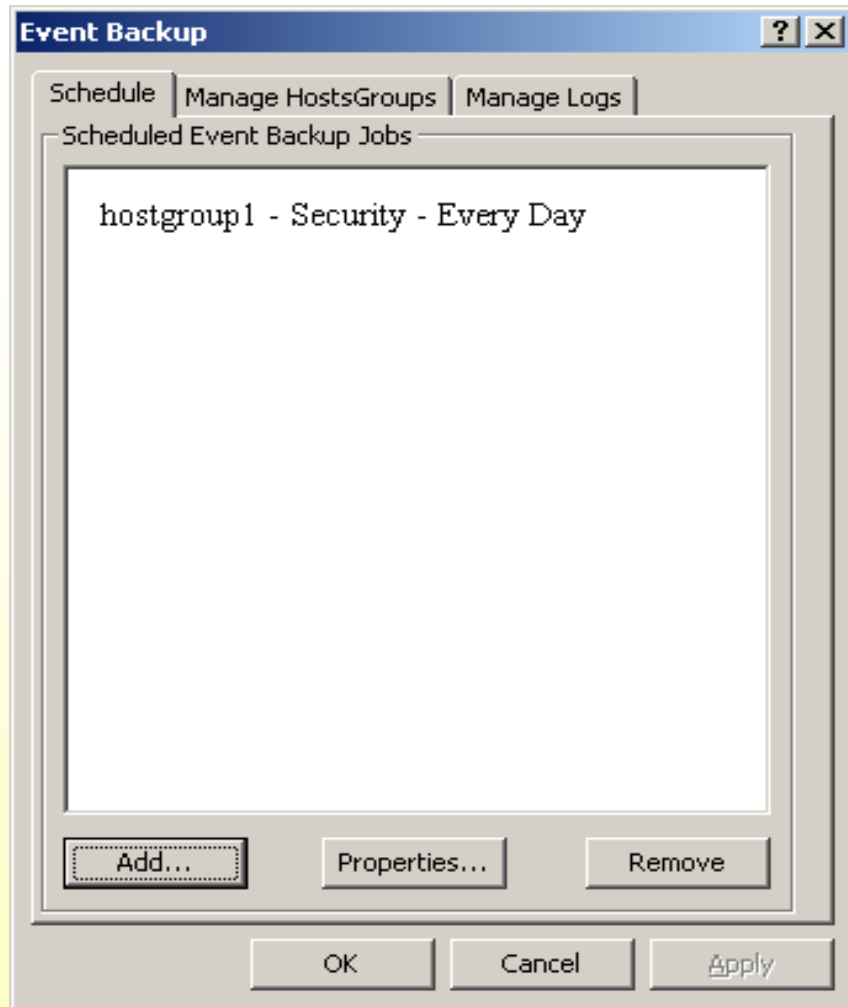 Event Backup
Schedule
Manage HostsGroups
Manage Logs
Scheduled Event Backup Jobs
hostgroup1 - Security - Every Day
Add...
Properties...
Remove
OK
Cancel
Apply